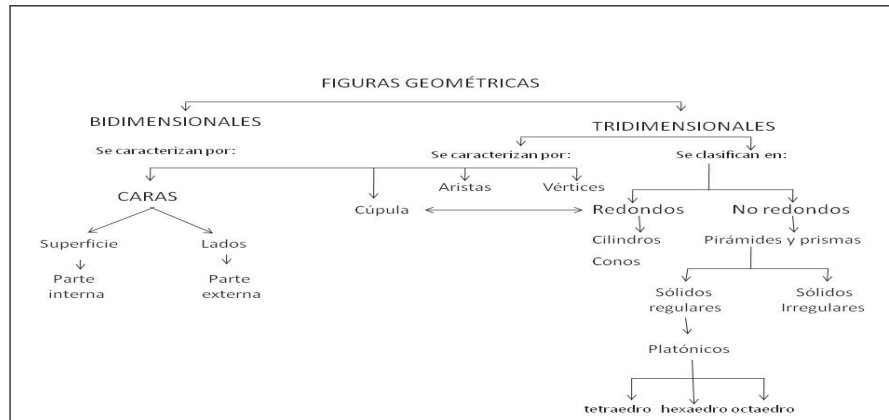 FIGURAS GEOMÉTRICAS
BIDIMENSIONALES
TRIDIMENSIONALES
Se caracterizan por:
Se caracterizan por:
Se clasifican en:
CARAS
Cúpula
Aristas
Vértices
Redondos
No redondos
Superficie
Lados
Cilindros
Conos
Pirámides y prismas
Parte
interna
Parte
externa
Sólidos
regulares
Sólidos
Irregulares
Platónicos
tetraedro
hexaedro
octaedro